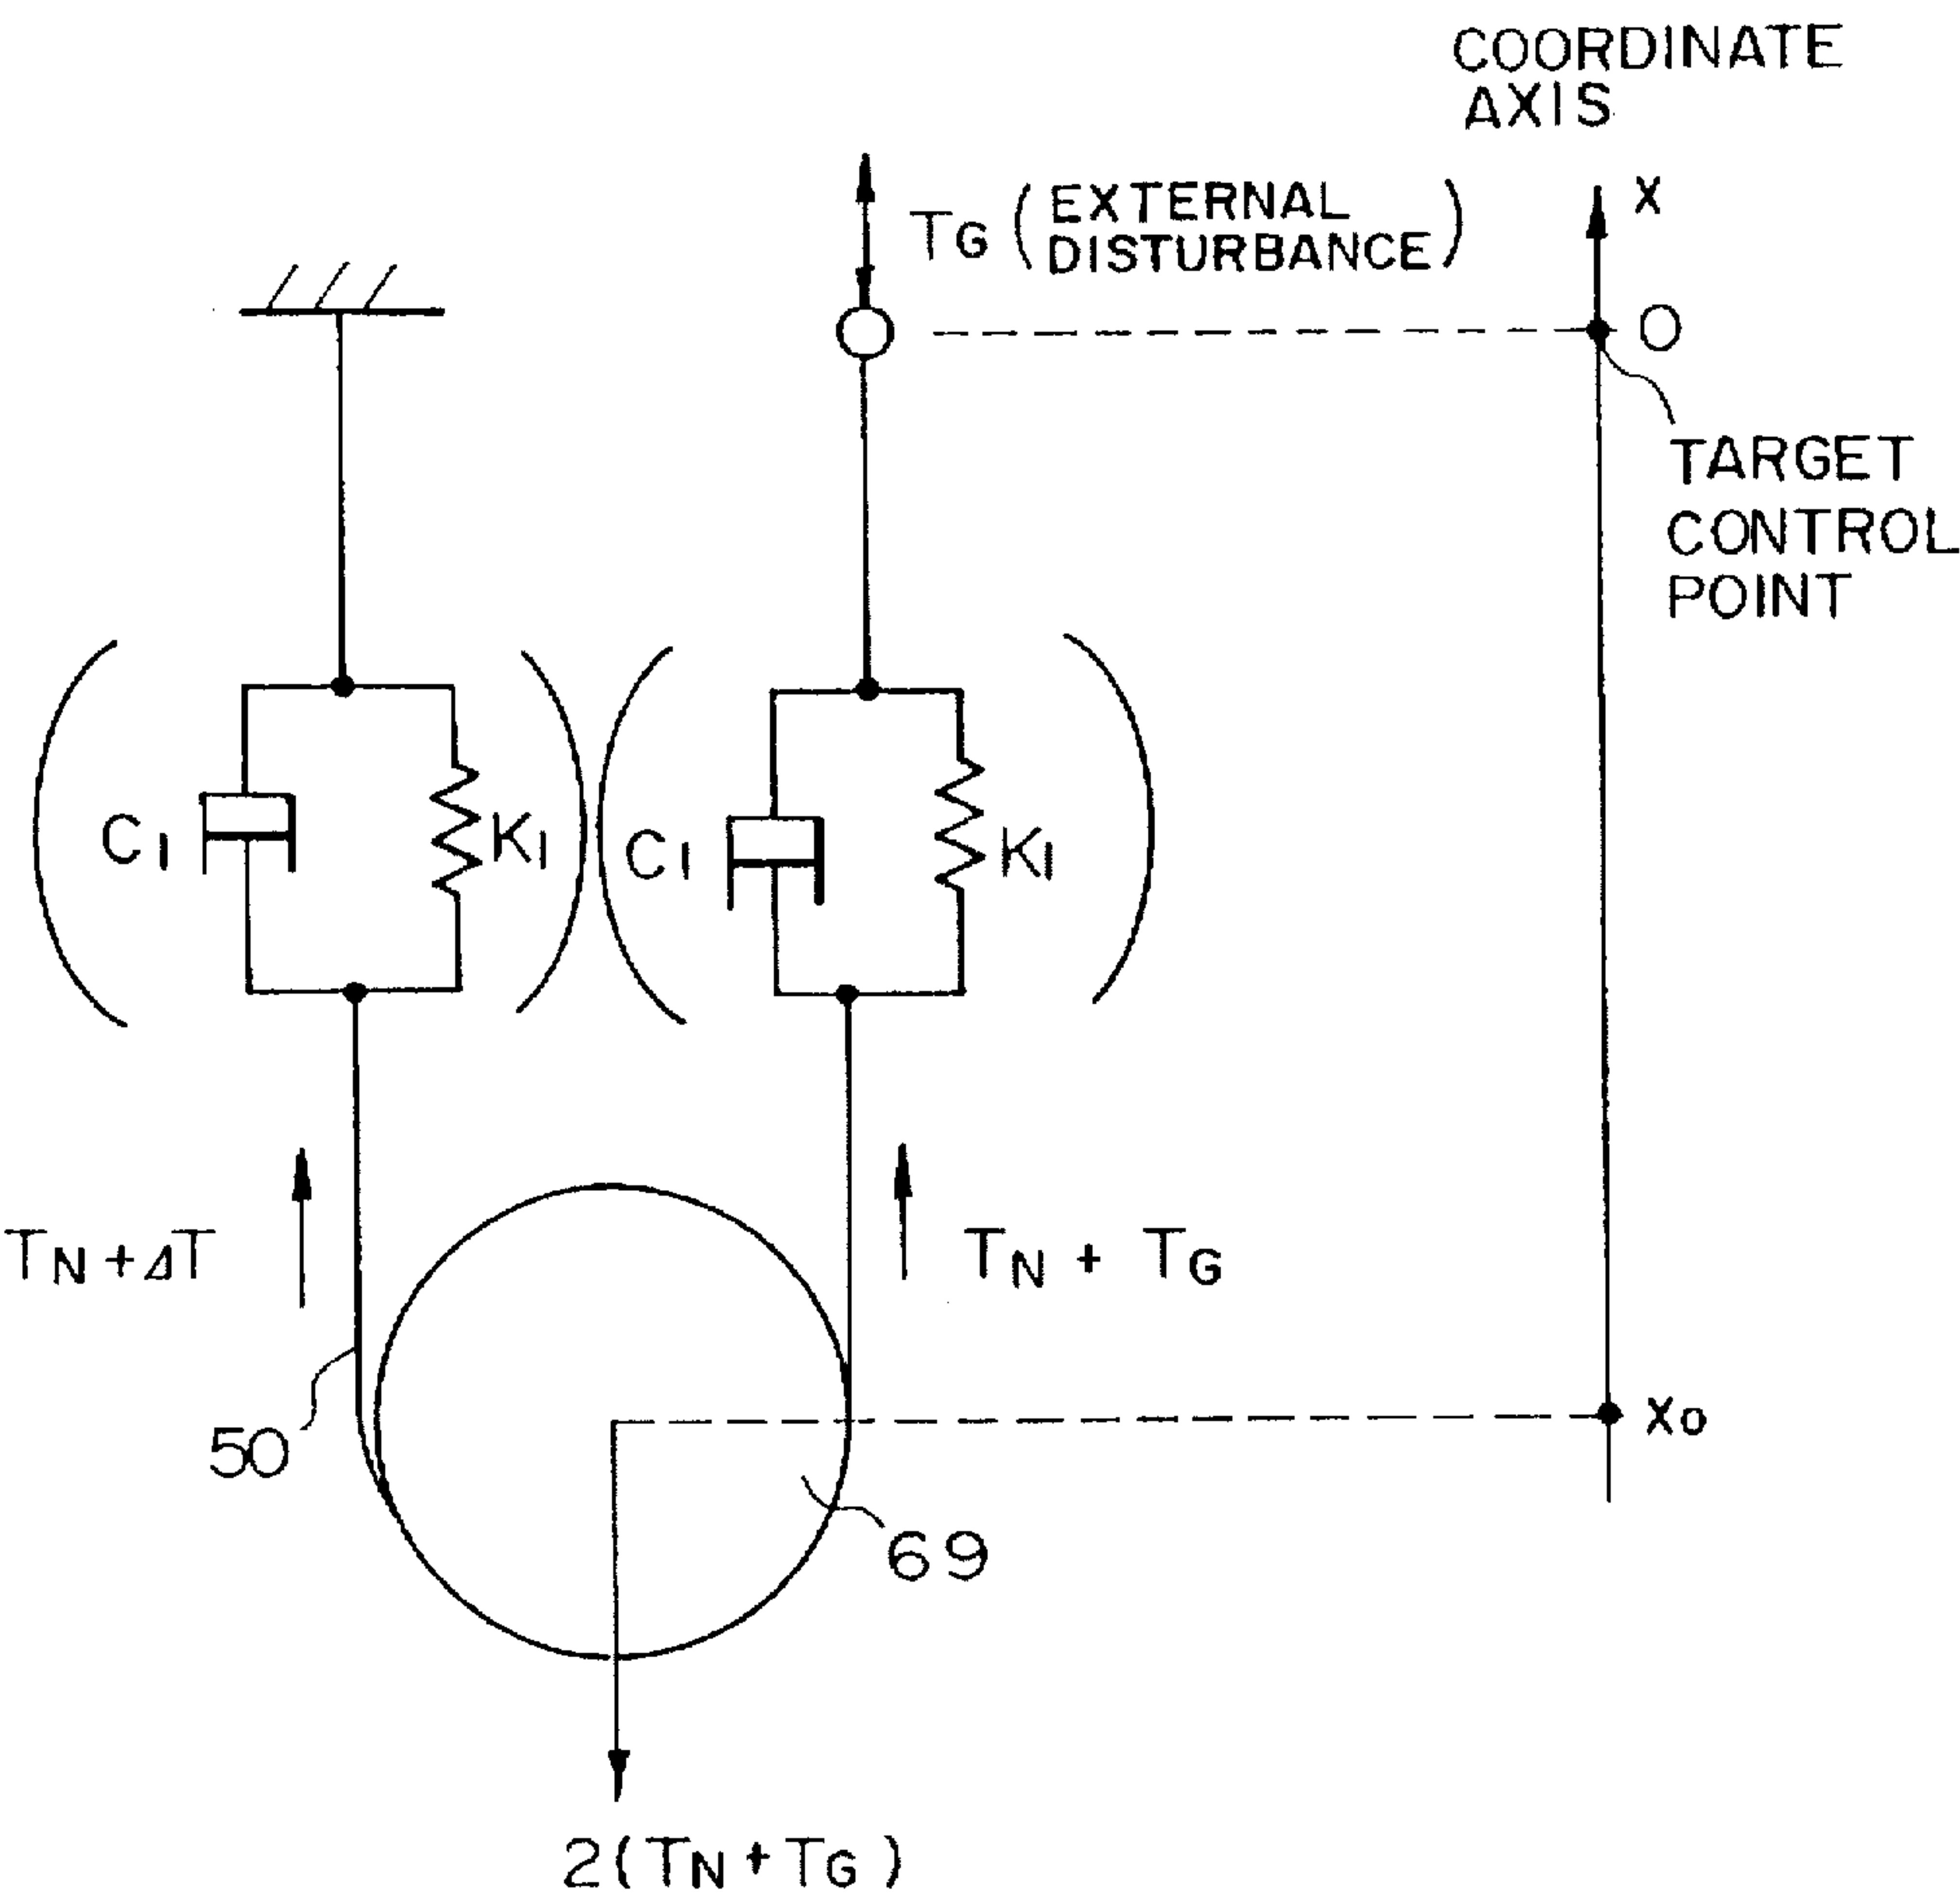 COORDINATE
AXIS
X
TG (EXTERNAL
DISTURBANCE)
O
TARGET
CONTROL
POINT
C1
K1
C1
K1
TN+ΔT
TN + TG
50
X0
69
2(TN+TG)